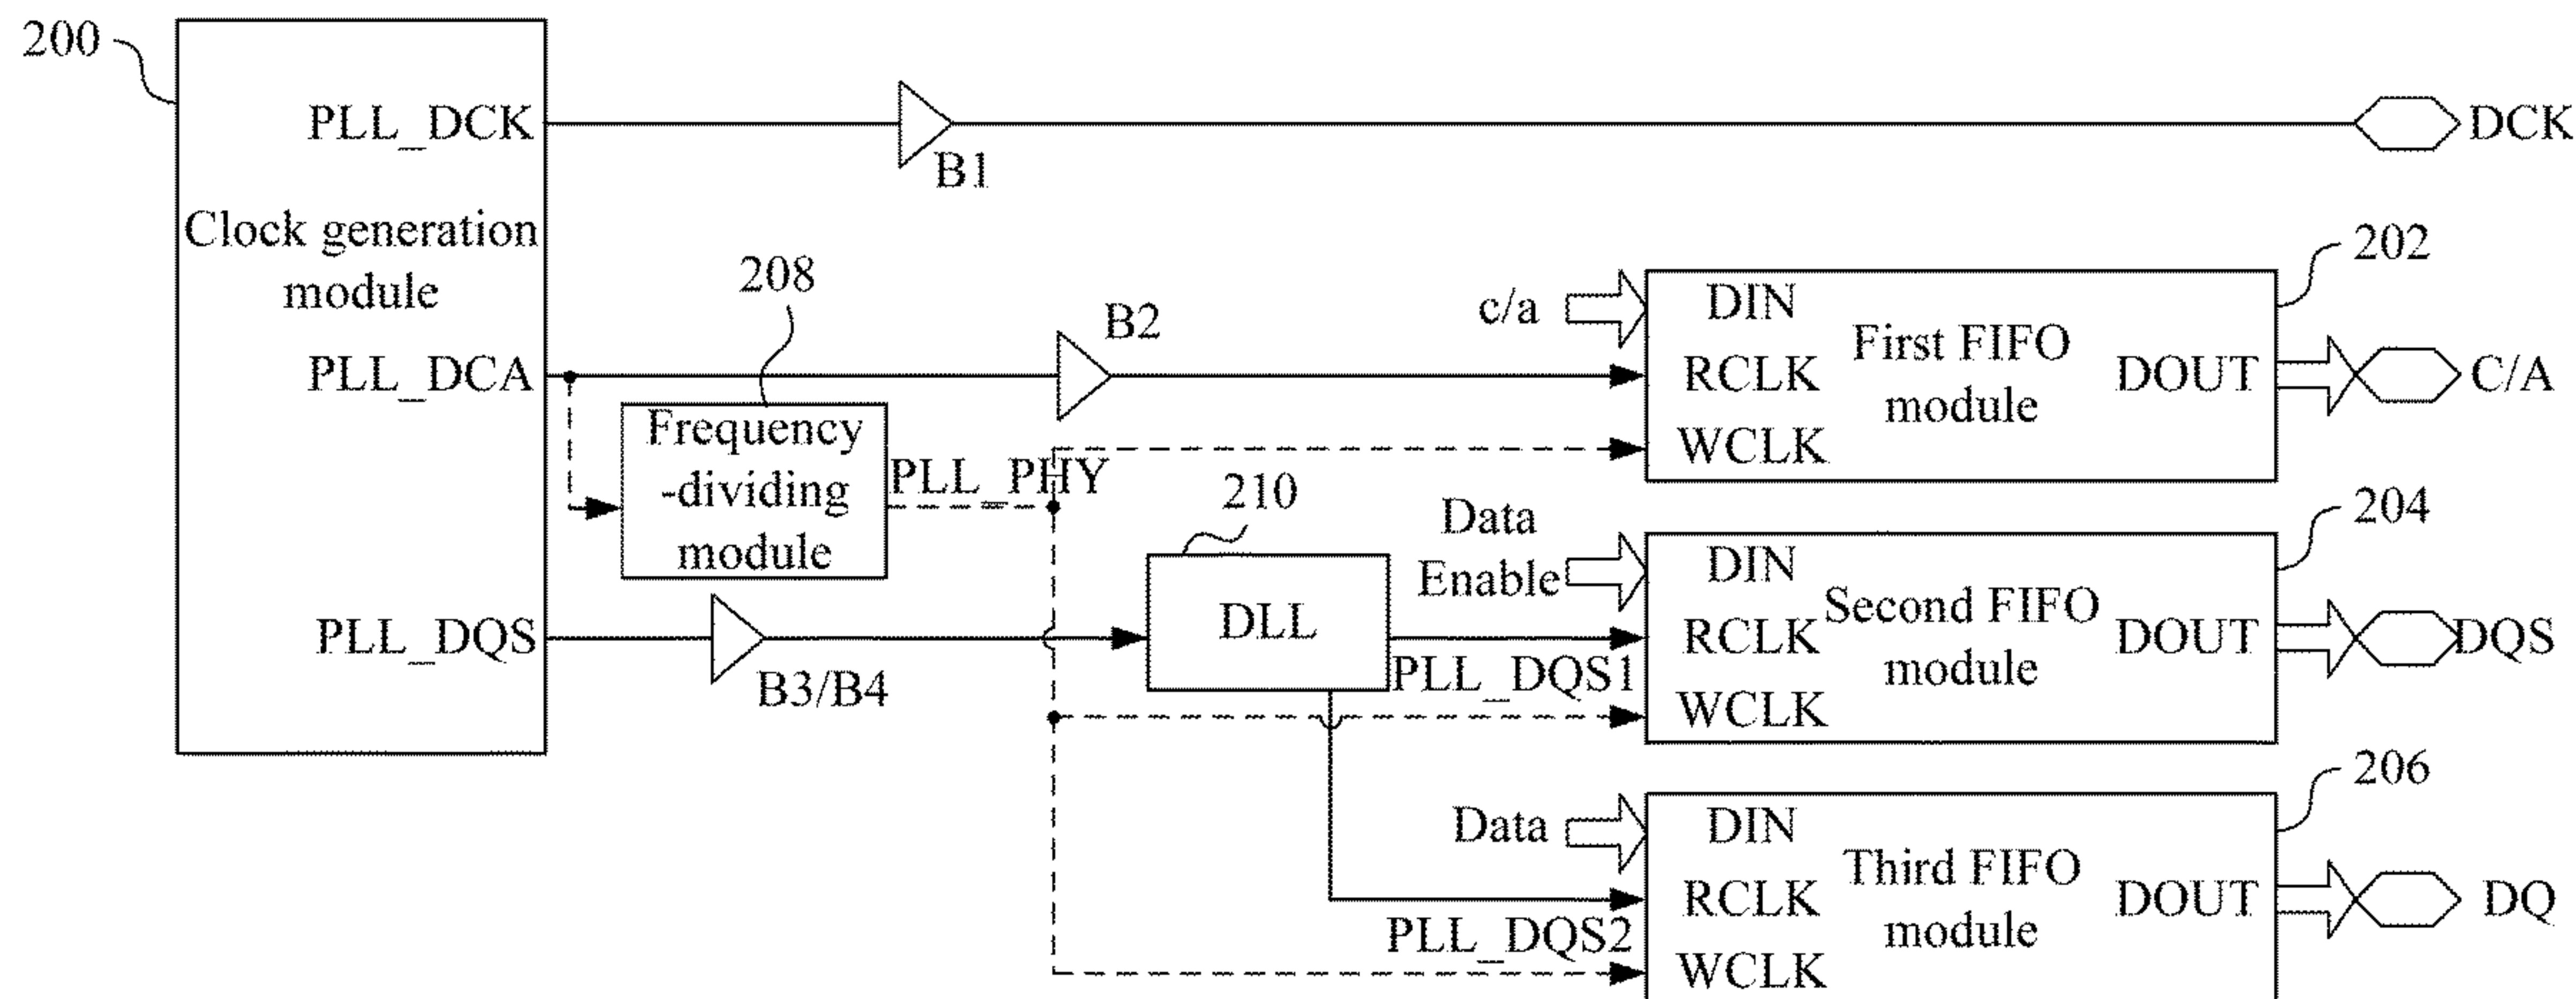 200
PLL_DCK
DCK
B1
Clock generation
module
208
202
B2
c/a
DIN
First FIFO
module
PLL_DCA
RCLK
DOUT
C/A
WCLK
Frequency
-dividing
module
PLL_PHY
210
204
Data
Enable
DIN
Second FIFO
module
PLL_DQS
DLL
RCLK
DOUT
DQS
B3/B4
PLL_DQS1
WCLK
206
Data
DIN
Third FIFO
module
RCLK
DOUT
DQ
PLL_DQS2
WCLK